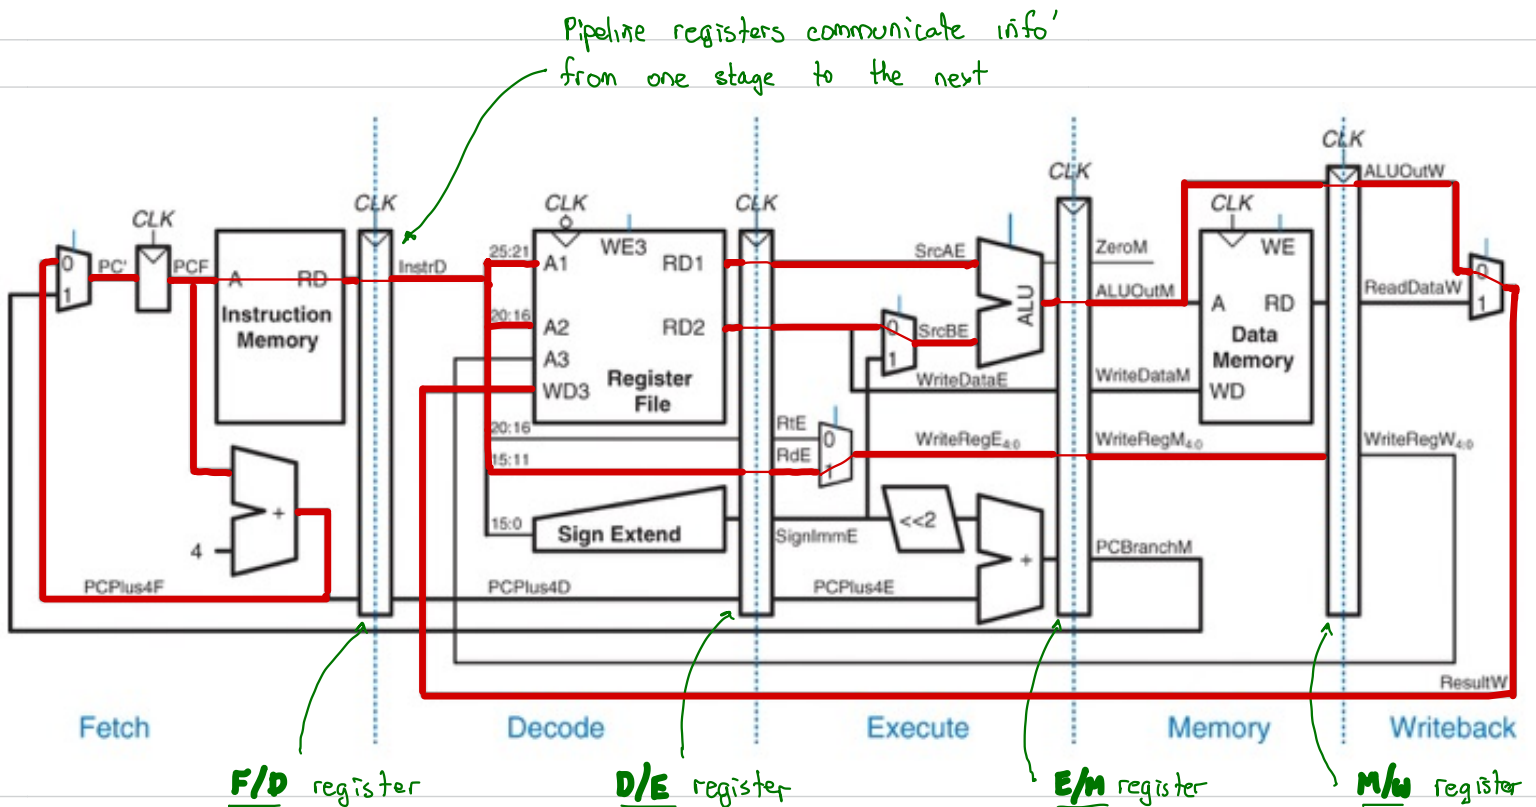 Pipeline registers communicate info'
from one stage to the next
CLK
CLK
CLK
CLK
CLK
CLK
CLK
0
1
PC'
PCF
A
RD
Instruction
Memory
InstrD
25:21
20:16
A1
A2
A3
WD3
WE3
RD1
RD2
Register
File
20:16
15:11
15:0
Sign Extend
RtE
RdE
0
1
SignImmE
SrcAE
0
1
SrcBE
ALU
WriteDataE
WriteRegE4:0
<<2
+
ZeroM
ALUOutM
WriteDataM
WriteRegM4:0
PCBranchM
A
RD
WE
Data
Memory
WD
ALUOutW
ReadDataW
0
1
WriteRegW4:0
+
4
PCPlus4F
PCPlus4D
PCPlus4E
ResultW
Fetch
Decode
Execute
Memory
Writeback
F/D register
D/E register
E/M register
M/W register